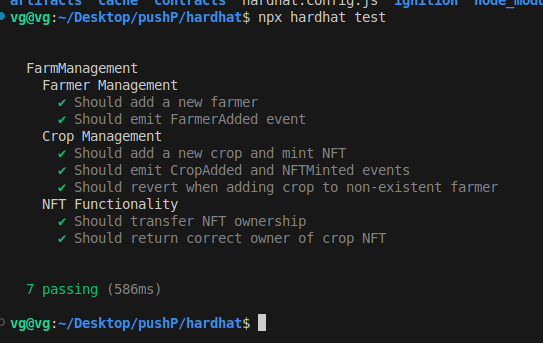 artifacts cache contracts hardhat.config.js ignition node_modu
vg@vg:~/Desktop/pushP/hardhat$ npx hardhat test
FarmManagement
Farmer Management
✔ Should add a new farmer
✔ Should emit FarmerAdded event
Crop Management
✔ Should add a new crop and mint NFT
✔ Should emit CropAdded and NFTMinted events
✔ Should revert when adding crop to non-existent farmer
NFT Functionality
✔ Should transfer NFT ownership
✔ Should return correct owner of crop NFT
7 passing (586ms)
vg@vg:~/Desktop/pushP/hardhat$